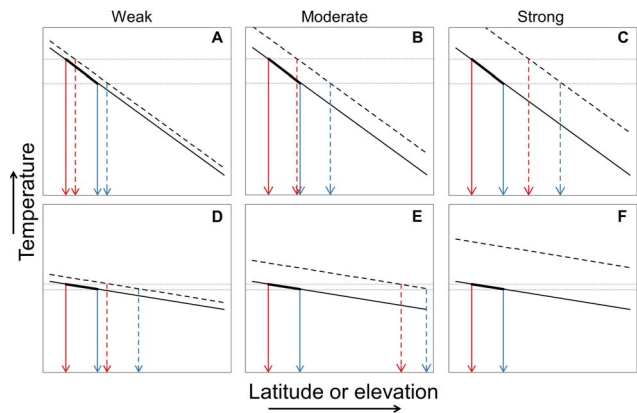 Weak Moderate Strong
A B C
Temperature
D E F
Latitude or elevation